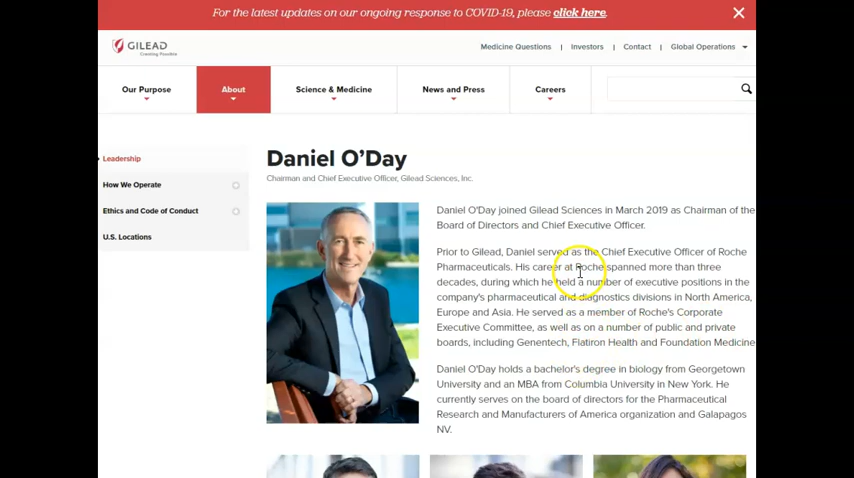 For the latest updates on our ongoing response to COVID-19, please click here.
GILEAD
Creating Possible
Medicine Questions | Investors | Contact | Global Operations
Our Purpose
About
Science & Medicine
News and Press
Careers
Leadership
How We Operate
Ethics and Code of Conduct
U.S. Locations
Daniel O'Day
Chairman and Chief Executive Officer, Gilead Sciences, Inc.
Daniel O'Day joined Gilead Sciences in March 2019 as Chairman of the
Board of Directors and Chief Executive Officer.
Prior to Gilead, Daniel served as the Chief Executive Officer of Roche
Pharmaceuticals. His career at Roche spanned more than three
decades, during which he held a number of executive positions in the
company's pharmaceutical and diagnostics divisions in North America,
Europe and Asia. He served as a member of Roche's Corporate
Executive Committee, as well as on a number of public and private
boards, including Genentech, Flatiron Health and Foundation Medicine
Daniel O'Day holds a bachelor's degree in biology from Georgetown
University and an MBA from Columbia University in New York. He
currently serves on the board of directors for the Pharmaceutical
Research and Manufacturers of America organization and Galapagos
NV.